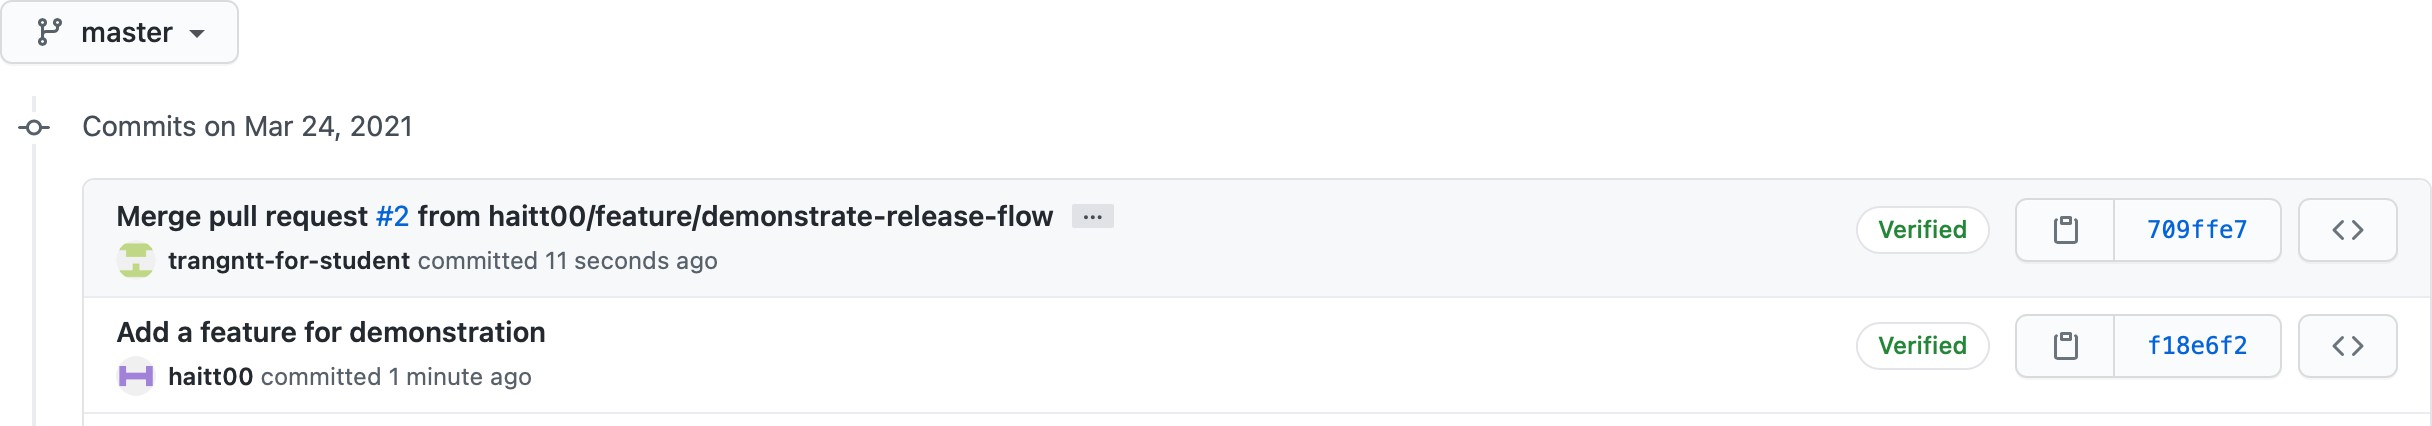 master
Commits on Mar 24, 2021
Merge pull request #2 from haitt00/feature/demonstrate-release-flow ...
Verified
709ffe7
trangntt-for-student committed 11 seconds ago
Add a feature for demonstration
Verified
f18e6f2
haitt00 committed 1 minute ago